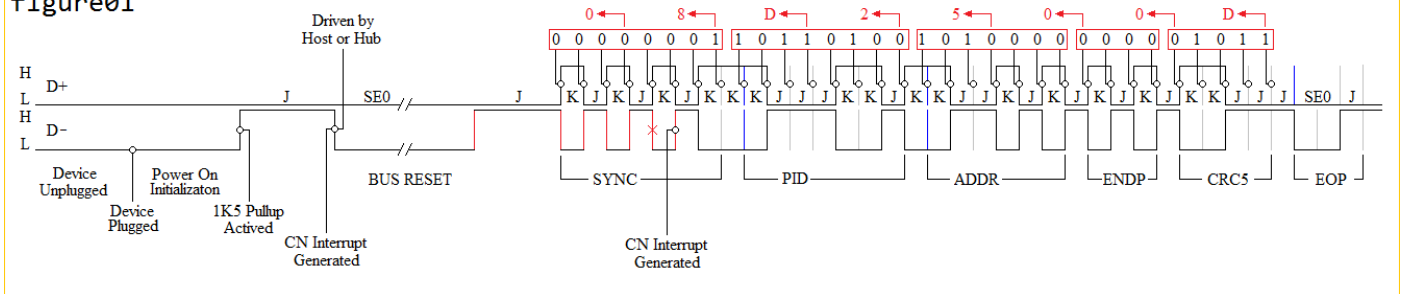 figure01
Driven by
Host or Hub
0 8 D 2 5 0 0 D
0 0 0 0 0 0 0 1 1 0 1 1 0 1 0 0 1 0 1 0 0 0 0 0 0 0 0 0 1 0 1 1
H
D+
L
J SE0 J K J K J K J K K K J J J K K J K K J J K J K J K J K K J J J SE0 J
H
D-
L
Device
Unplugged
Power On
Initializaton
BUS RESET
SYNC PID ADDR ENDP CRC5 EOP
Device
Plugged
1K5 Pullup
Actived
CN Interrupt
Generated
CN Interrupt
Generated